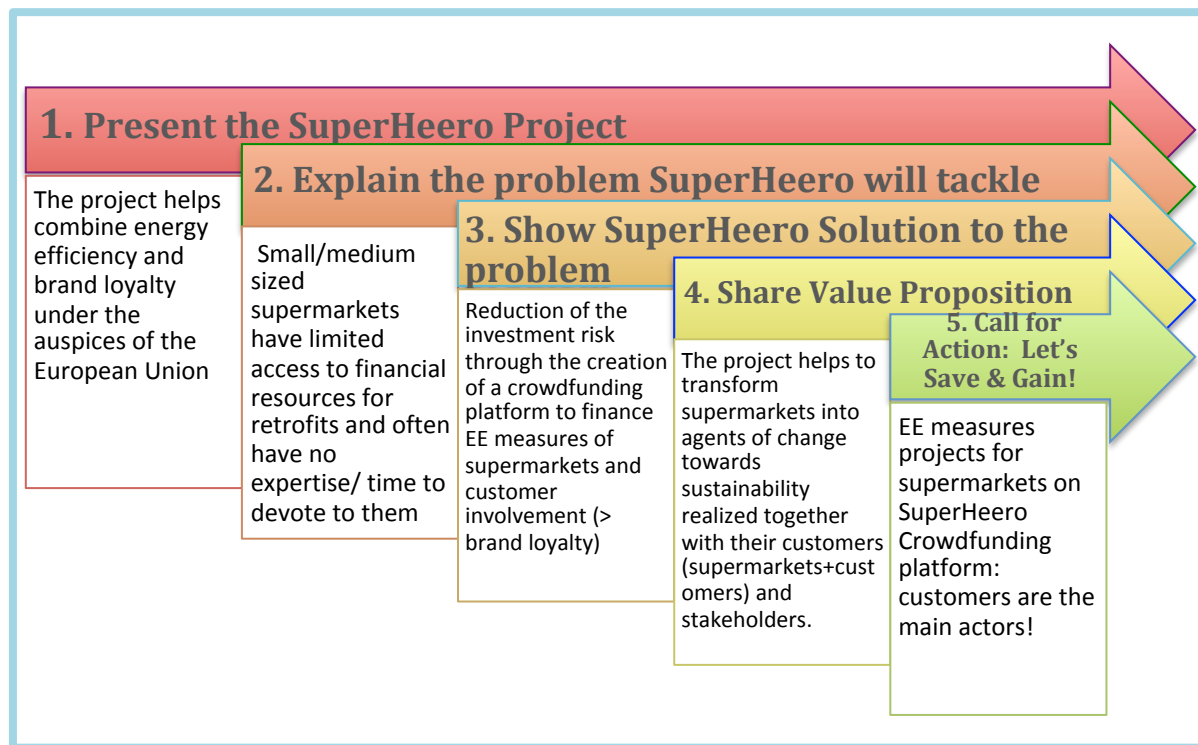 1. Present the SuperHeero Project
The project helps
combine energy
efficiency and
brand loyalty
under the
auspices of the
European Union
2. Explain the problem SuperHeero will tackle
Small/medium
sized
supermarkets
have limited
access to financial
resources for
retrofits and often
have no
expertise/ time to
devote to them
3. Show SuperHeero Solution to the
problem
Reduction of the
investment risk
through the creation
of a crowdfunding
platform to finance
EE measures of
supermarkets and
customer
involvement (>
brand loyalty)
4. Share Value Proposition
The project helps to
transform
supermarkets into
agents of change
towards
sustainability
realized together
with their customers
(supermarkets+cust
omers) and
stakeholders.
5. Call for
Action:  Let's
Save & Gain!
EE measures
projects for
supermarkets on
SuperHeero
Crowdfunding
platform:
customers are the
main actors!